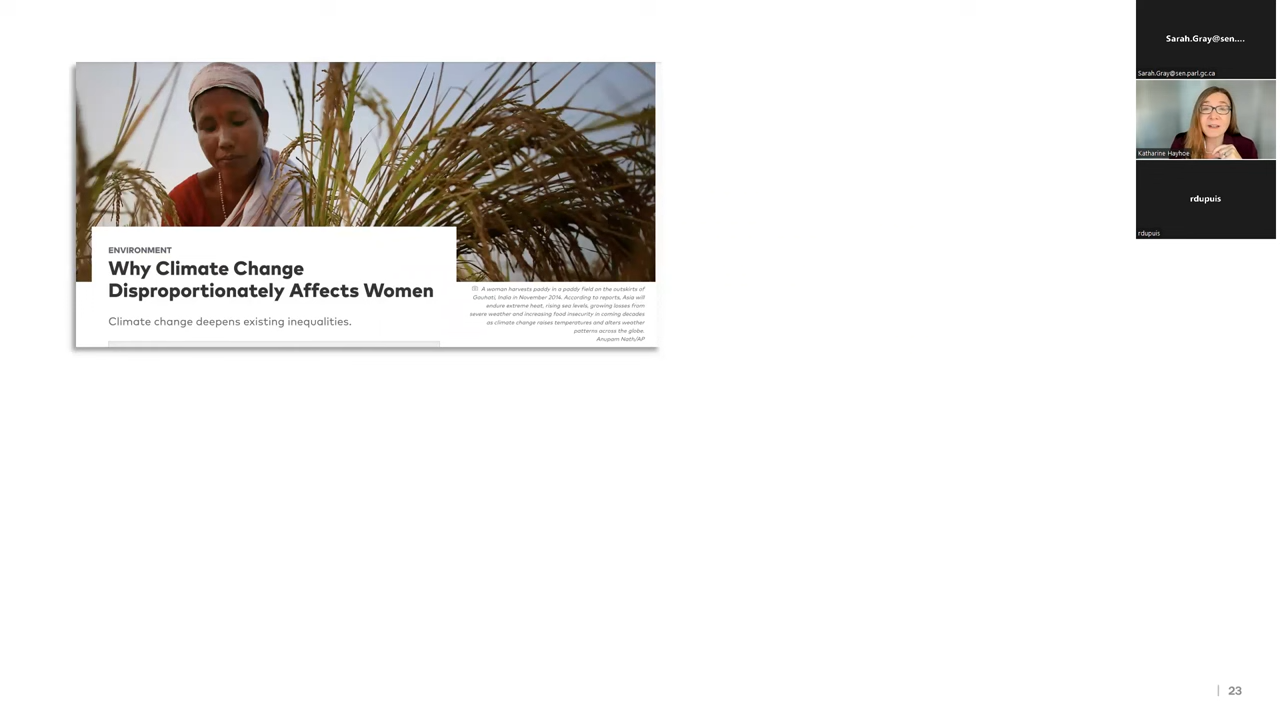 ENVIRONMENT
Why Climate Change
Disproportionately Affects Women
Climate change deepens existing inequalities.
A woman harvests paddy in a paddy field on the outskirts of
Gauhati, India in November 2014. According to reports, Asia will
endure extreme heat, rising sea levels, growing losses from
severe weather and increasing food insecurity in coming decades
as climate change raises temperatures and alters weather
patterns across the globe.
Anupam Nath/AP
Sarah.Gray@sen....
Sarah.Gray@sen.parl.gc.ca
Katharine Hayhoe
rdupuis
rdupuis
| 23